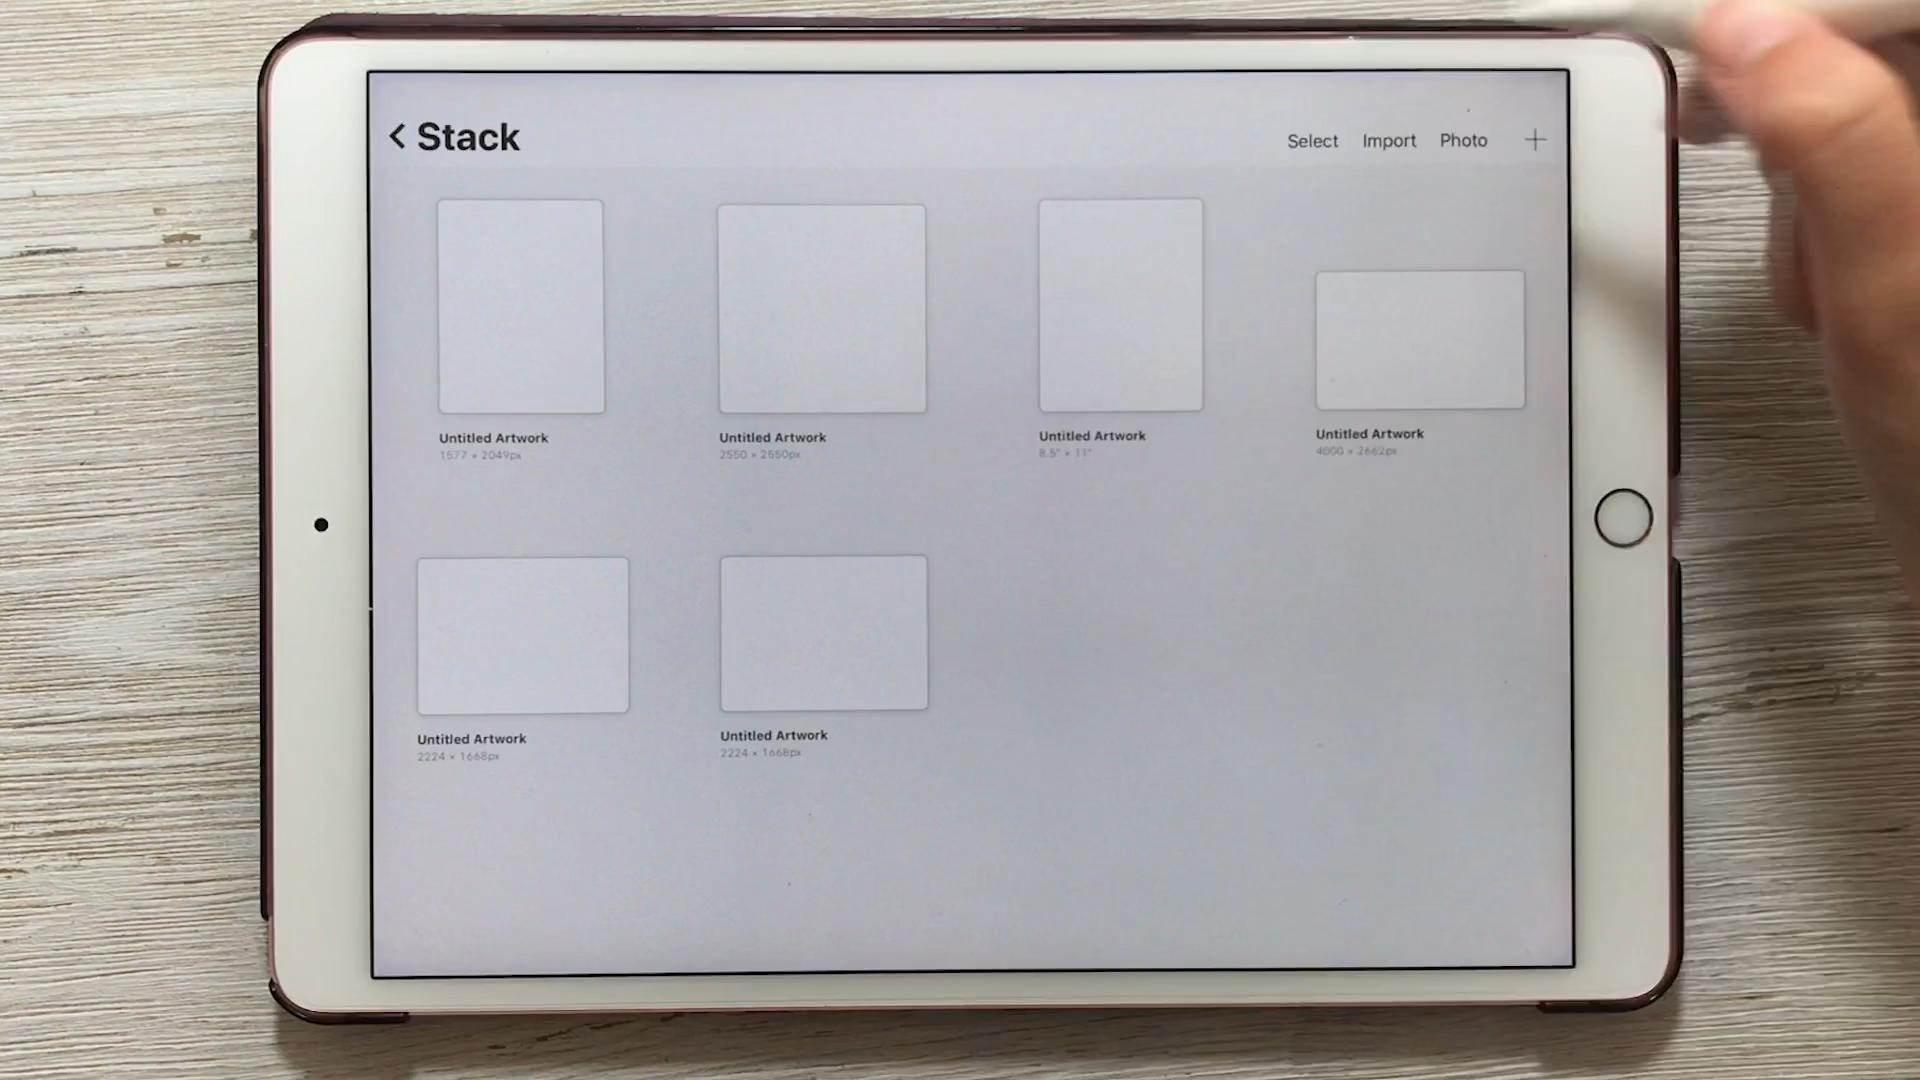 Stack
Select Import Photo
Untitled Artwork
1577 × 2049px
Untitled Artwork
2550 × 2550px
Untitled Artwork
8.5" × 11"
Untitled Artwork
4000 × 2662px
Untitled Artwork
2224 × 1668px
Untitled Artwork
2224 × 1668px